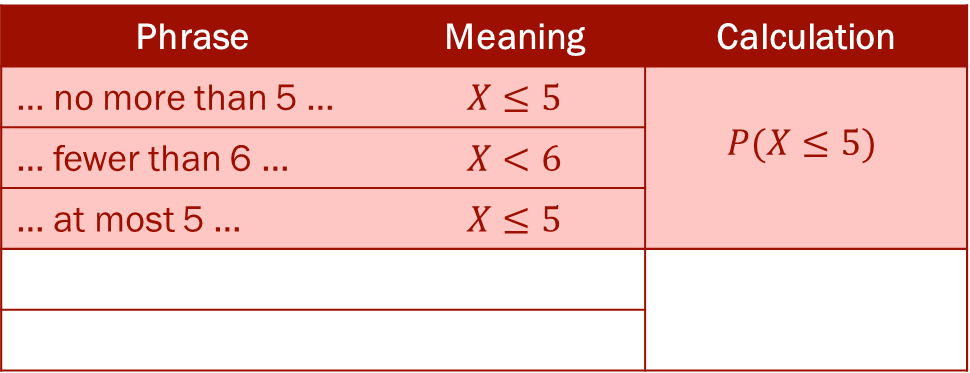 Phrase Meaning Calculation
... no more than 5 ... X ≤ 5
P(X ≤ 5)
... fewer than 6 ... X < 6
... at most 5 ... X ≤ 5